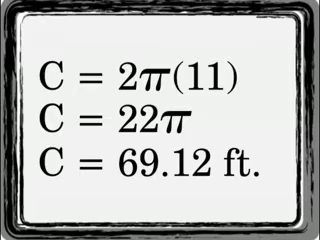 C = 2π(11)
C = 22π
C = 69.12 ft.